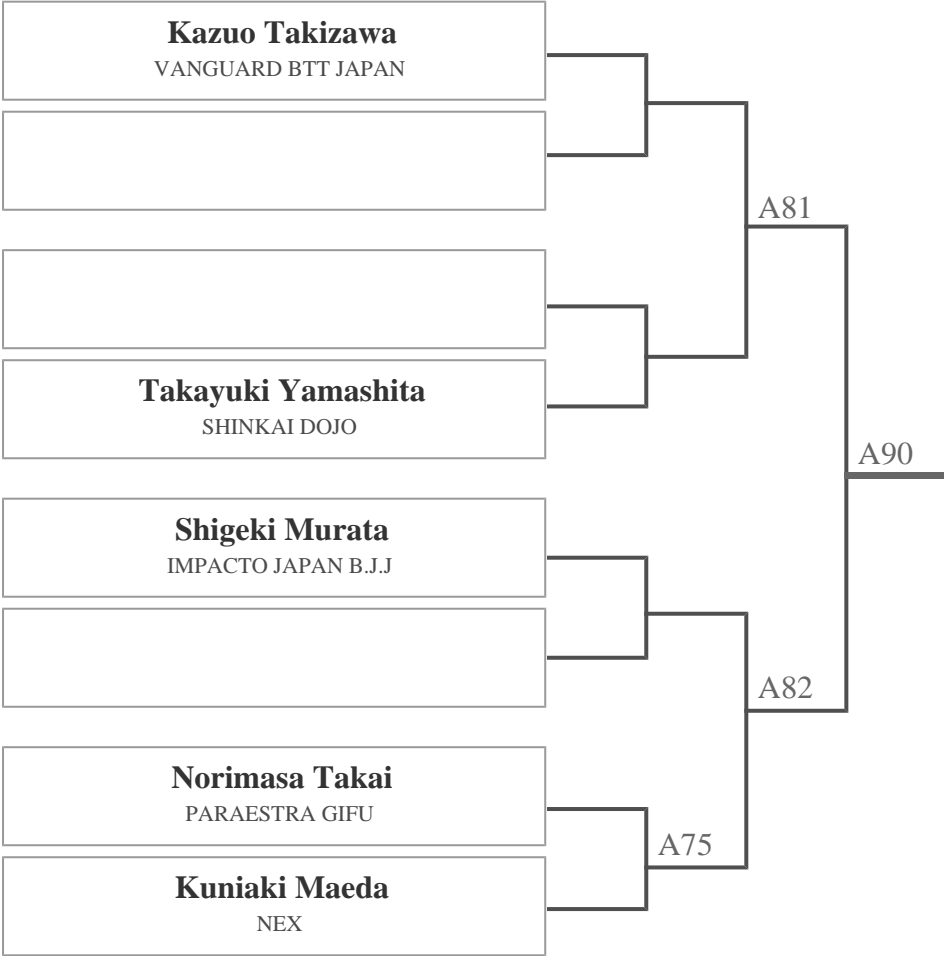 Kazuo Takizawa
VANGUARD BTT JAPAN
A81
Takayuki Yamashita
SHINKAI DOJO
A90
Shigeki Murata
IMPACTO JAPAN B.J.J
A82
Norimasa Takai
PARAESTRA GIFU
A75
Kuniaki Maeda
NEX